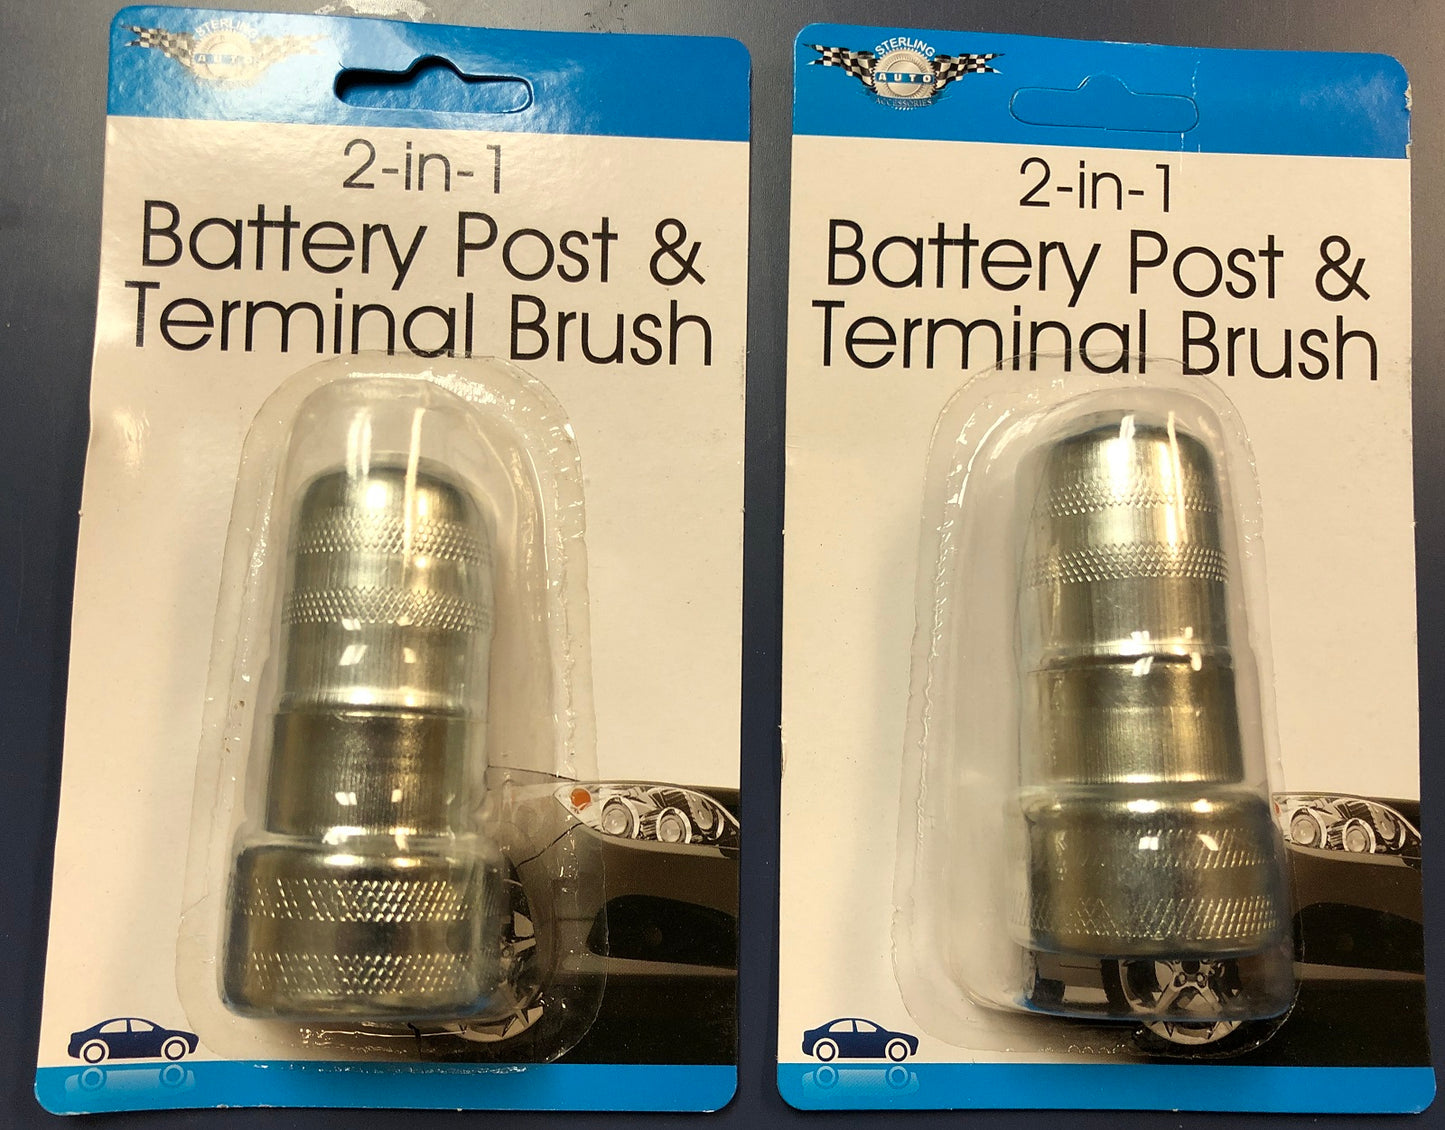 STERLING
AUTO
2-in-1
Battery Post &
Terminal Brush
STERLING
AUTO
ACCESSORIES
2-in-1
Battery Post &
Terminal Brush